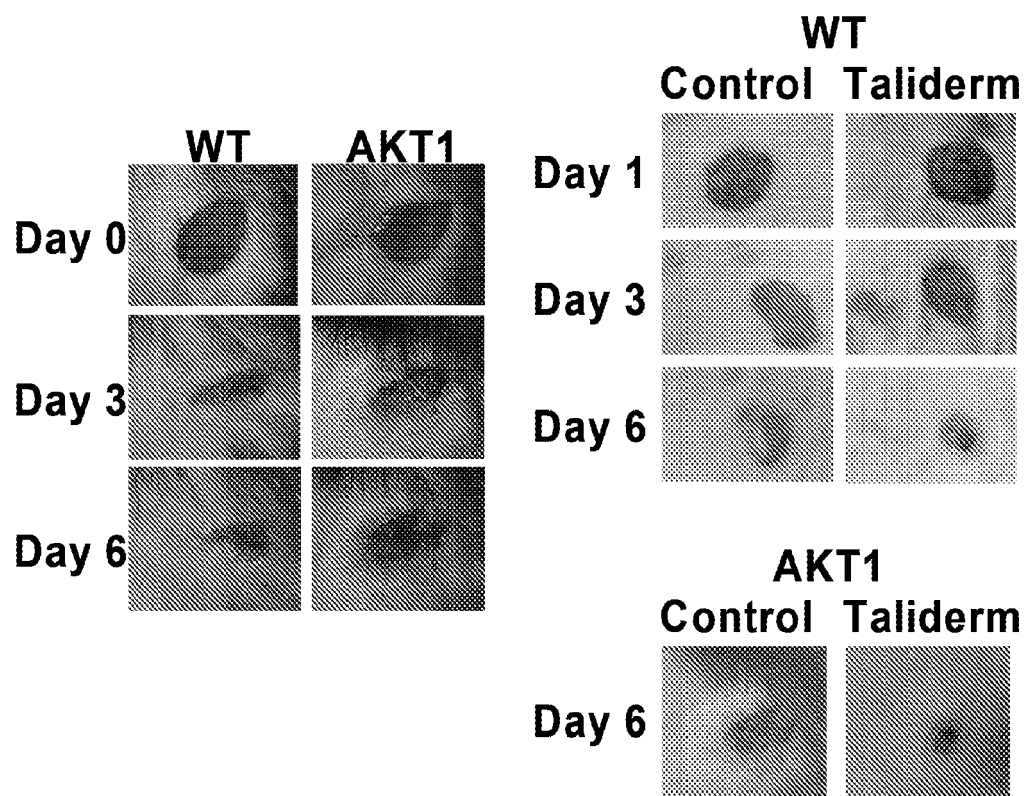 WT AKT1
Day 0
Day 3
Day 6
WT
Control Taliderm
Day 1
Day 3
Day 6
AKT1
Control Taliderm
Day 6